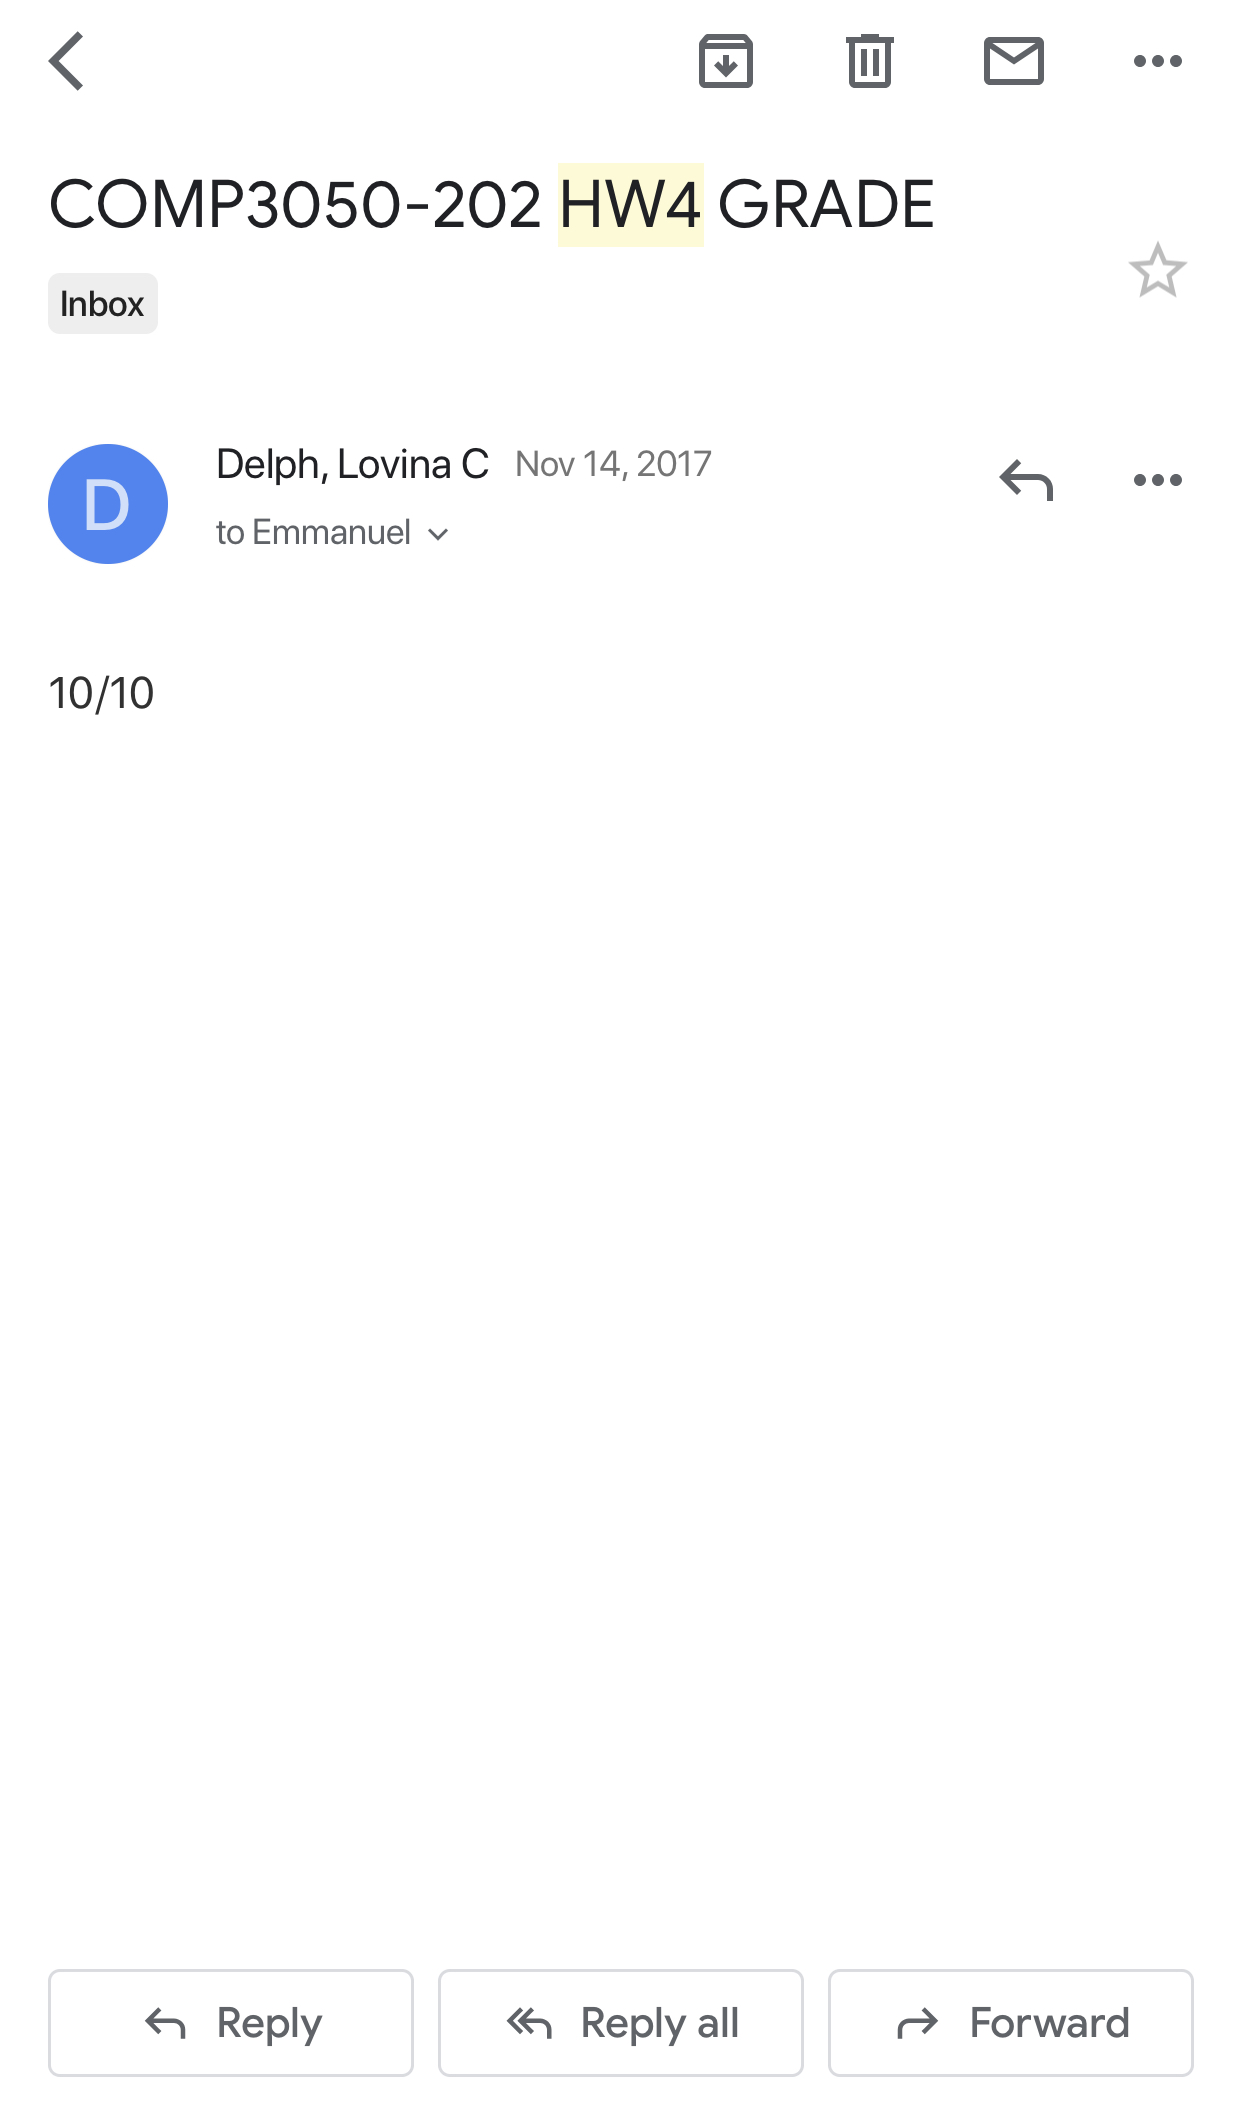 COMP3050-202 HW4 GRADE
Inbox
D
Delph, Lovina C Nov 14, 2017
to Emmanuel
10/10
Reply
Reply all
Forward